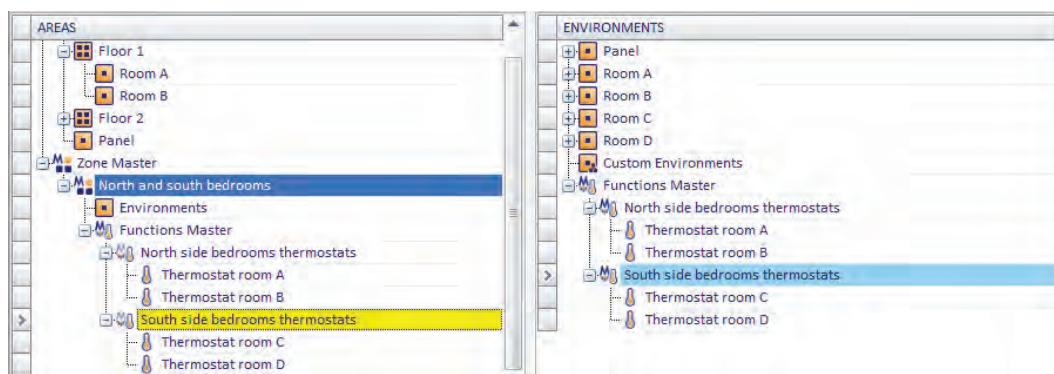 AREAS
Floor 1
Room A
Room B
Floor 2
Panel
Zone Master
North and south bedrooms
Environments
Functions Master
North side bedrooms thermostats
Thermostat room A
Thermostat room B
South side bedrooms thermostats
Thermostat room C
Thermostat room D
ENVIRONMENTS
Panel
Room A
Room B
Room C
Room D
Custom Environments
Functions Master
North side bedrooms thermostats
Thermostat room A
Thermostat room B
South side bedrooms thermostats
Thermostat room C
Thermostat room D